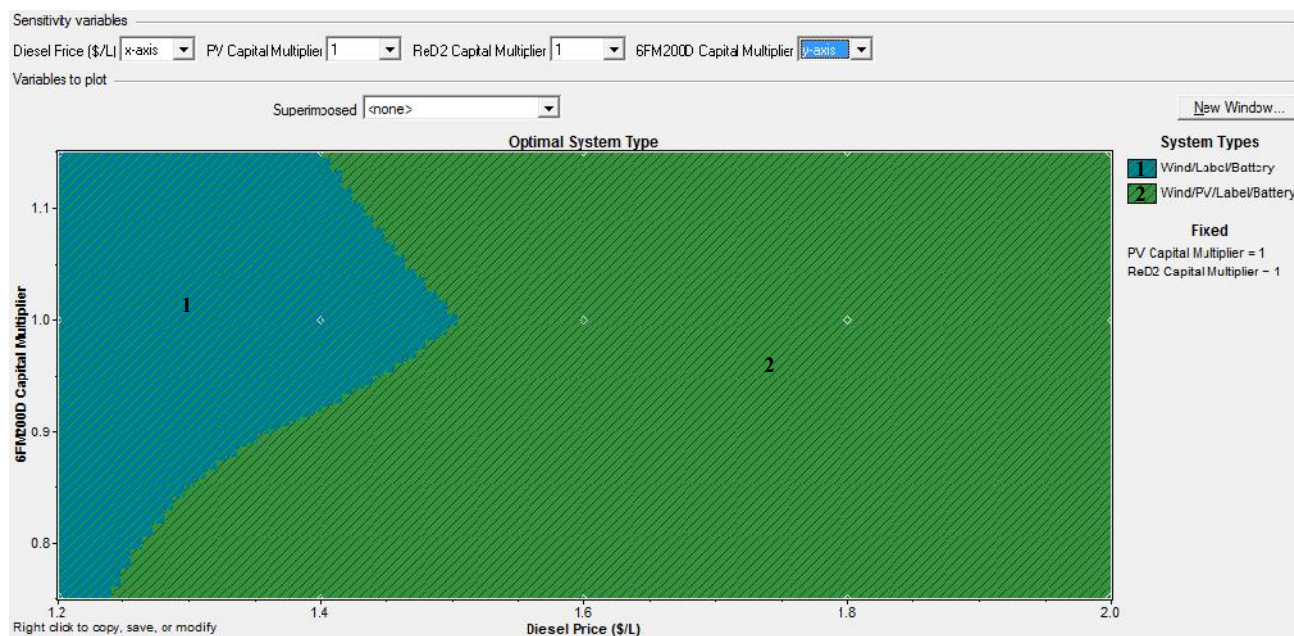 Sensitivity variables
Diesel Price ($/L) x-axis PV Capital Multiplier 1 ReD2 Capital Multiplier 1 6FM200D Capital Multiplier y-axis
Variables to plot
Superimposed <none> New Window...
Optimal System Type
System Types
1 Wind/Label/Battery
2 Wind/PV/Label/Battery
Fixed
PV Capital Multiplier = 1
ReD2 Capital Multiplier = 1
6FM200D Capital Multiplier
1.1
1.0
0.9
0.8
1
2
1.2 1.4 1.6 1.8 2.0
Right click to copy, save, or modify
Diesel Price ($/L)